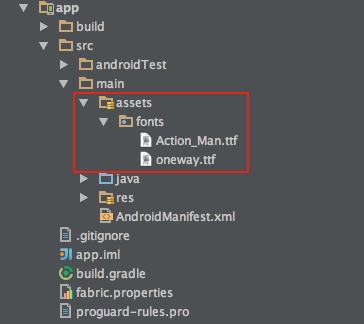 app
build
src
androidTest
main
assets
fonts
Action_Man.ttf
oneway.ttf
java
res
AndroidManifest.xml
.gitignore
app.iml
build.gradle
fabric.properties
proguard-rules.pro